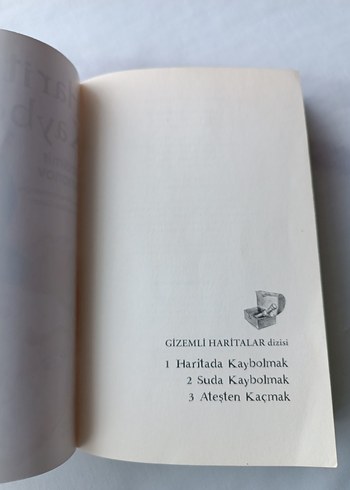 GİZEMLİ HARİTALAR dizisi
1 Haritada Kaybolmak
2 Suda Kaybolmak
3 Ateşten Kaçmak